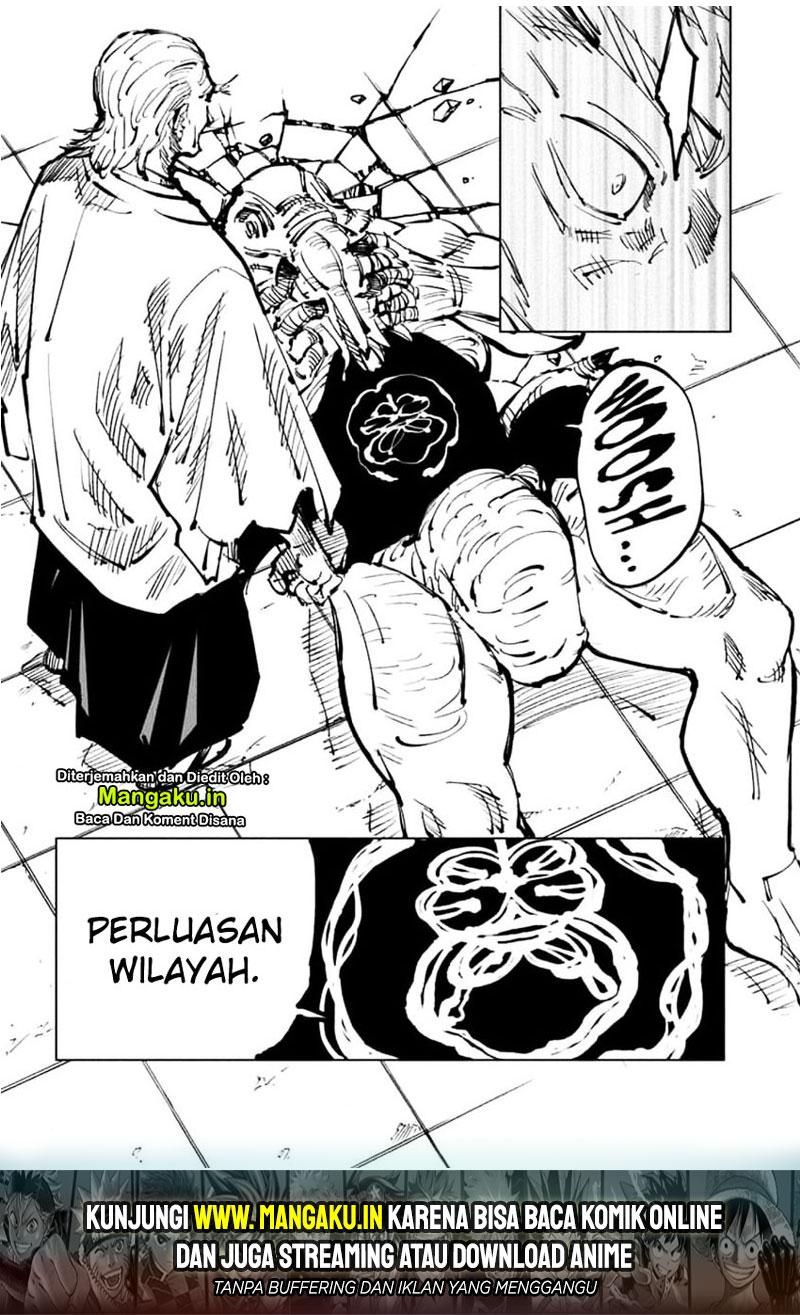 WOOSH...
Diterjemahkan dan Diedit Oleh :
Mangaku.in
Baca Dan Koment Disana
PERLUASAN
WILAYAH.
KUNJUNGI WWW. MANGAKU.IN KARENA BISA BACA KOMIK ONLINE
DAN JUGA STREAMING ATAU DOWNLOAD ANIME
TANPA BUFFERING DAN IKLAN YANG MENGGANGU